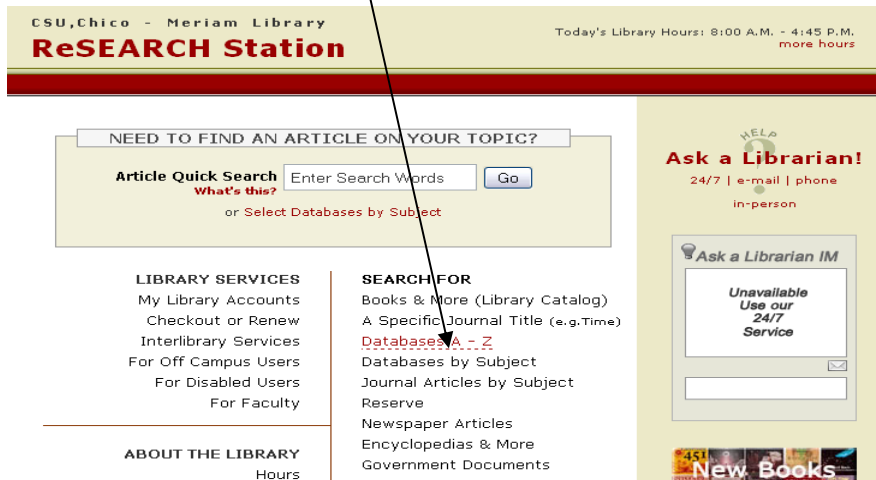 CSU,Chico - Meriam Library
ReSEARCH Station
Today's Library Hours: 8:00 A.M. - 4:45 P.M.
more hours
NEED TO FIND AN ARTICLE ON YOUR TOPIC?
Article Quick Search Enter Search Words Go
What's this?
or Select Databases by Subject
HELP
?
Ask a Librarian!
24/7 | e-mail | phone
in-person
Ask a Librarian IM
Unavailable
Use our
24/7
Service
LIBRARY SERVICES
My Library Accounts
Checkout or Renew
Interlibrary Services
For Off Campus Users
For Disabled Users
For Faculty
ABOUT THE LIBRARY
Hours
SEARCH FOR
Books & More (Library Catalog)
A Specific Journal Title (e.g.Time)
Databases A - Z
Databases by Subject
Journal Articles by Subject
Reserve
Newspaper Articles
Encyclopedias & More
Government Documents
451
New Books